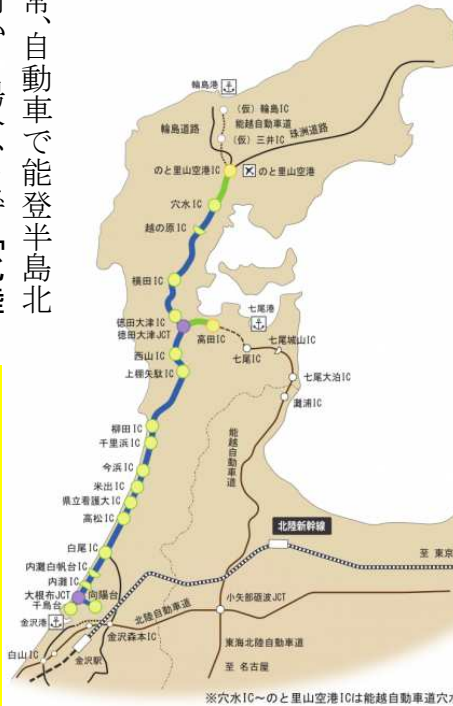 常、自動車で能登半島北
輪島港
(仮)輪島IC
能越自動車道
輪島道路
(仮)三井IC
珠洲道路
のと里山空港IC
のと里山空港
穴水IC
越の原IC
横田IC
徳田大津IC
徳田大津JCT
七尾港
高田IC
七尾IC
七尾城山IC
西山IC
上棚矢駄IC
七尾大泊IC
灘浦IC
柳田IC
千里浜IC
能越自動車道
今浜IC
米出IC
県立看護大IC
高松IC
北陸新幹線
白尾IC
至 東京
内灘白帆台IC
内灘IC
大根布JCT
向陽台
千鳥台
小矢部砺波JCT
金沢港
北陸自動車道
東海北陸自動車道
白山IC
金沢駅
金沢森本IC
至 名古屋
※穴水IC～のと里山空港ICは能越自動車道穴水